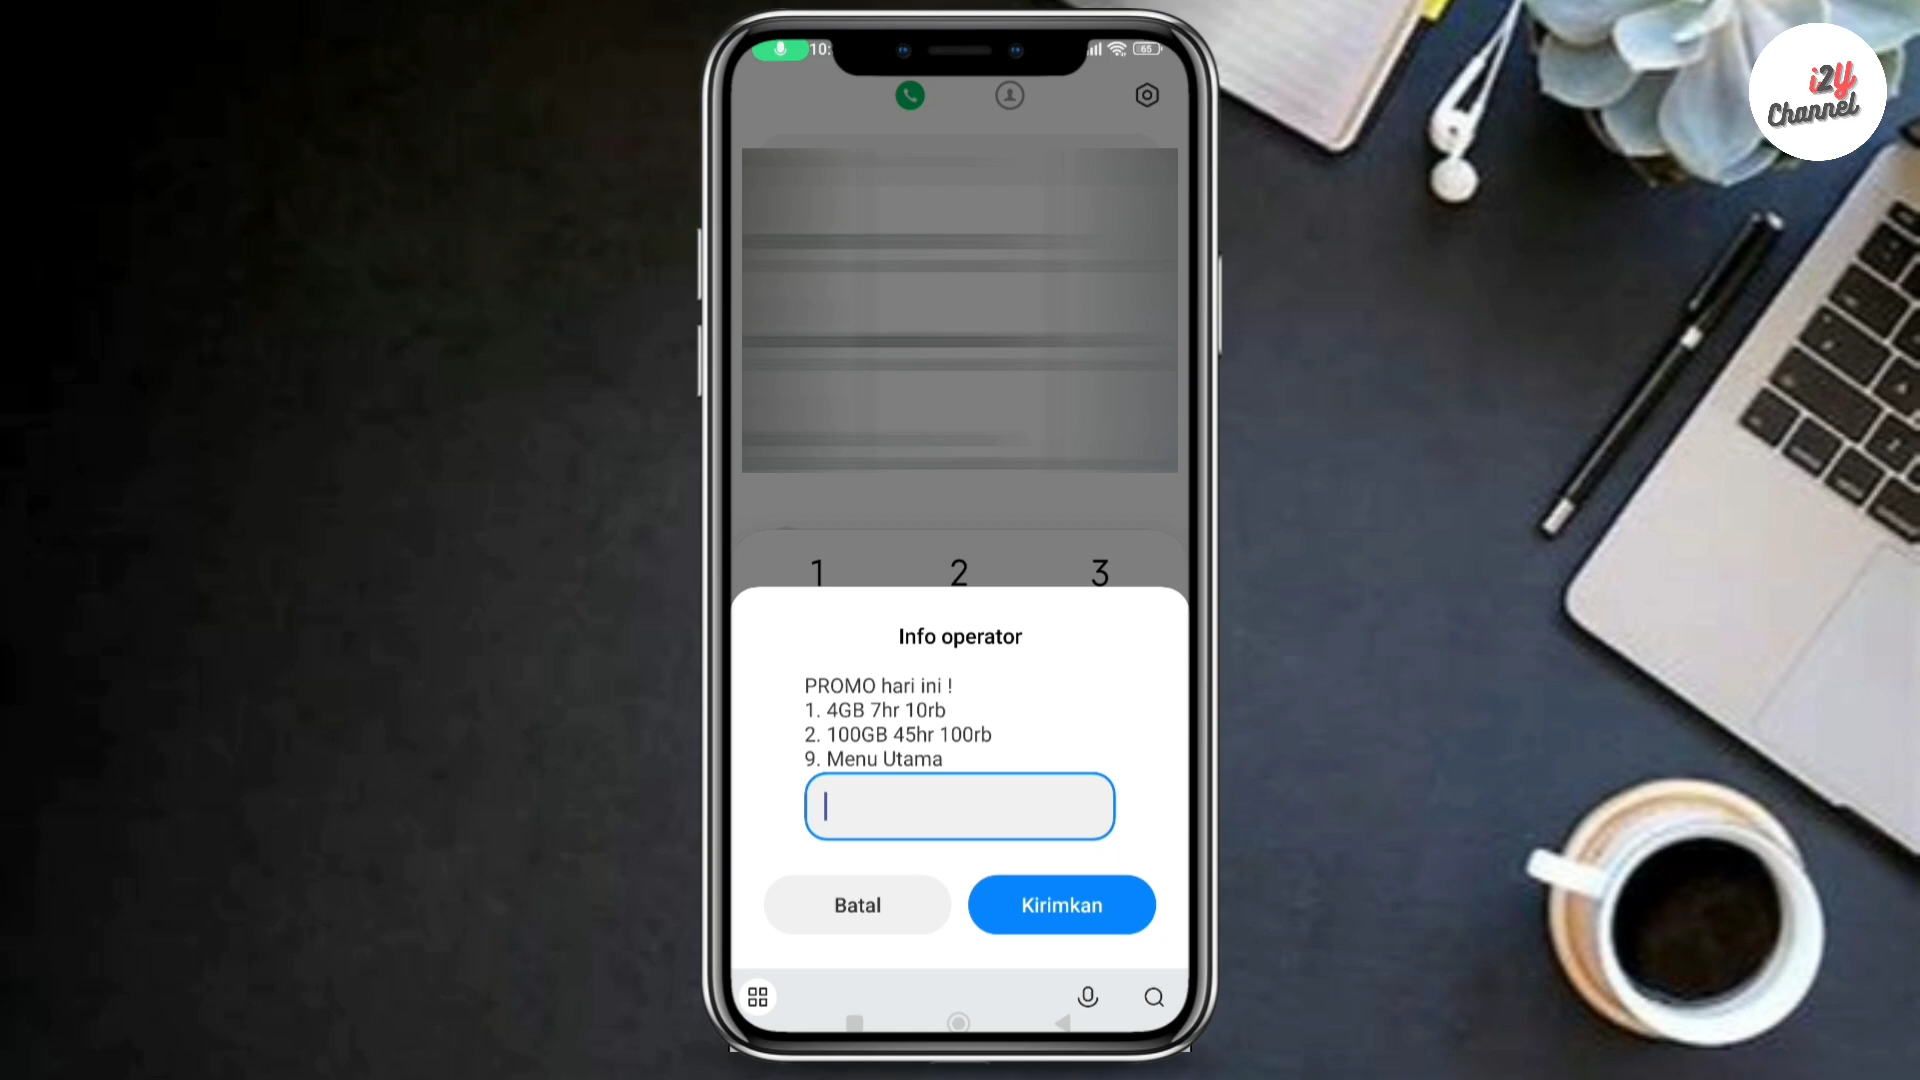 10:
65
i2y
Channel
1 2 3
Info operator
PROMO hari ini !
1. 4GB 7hr 10rb
2. 100GB 45hr 100rb
9. Menu Utama
Batal
Kirimkan